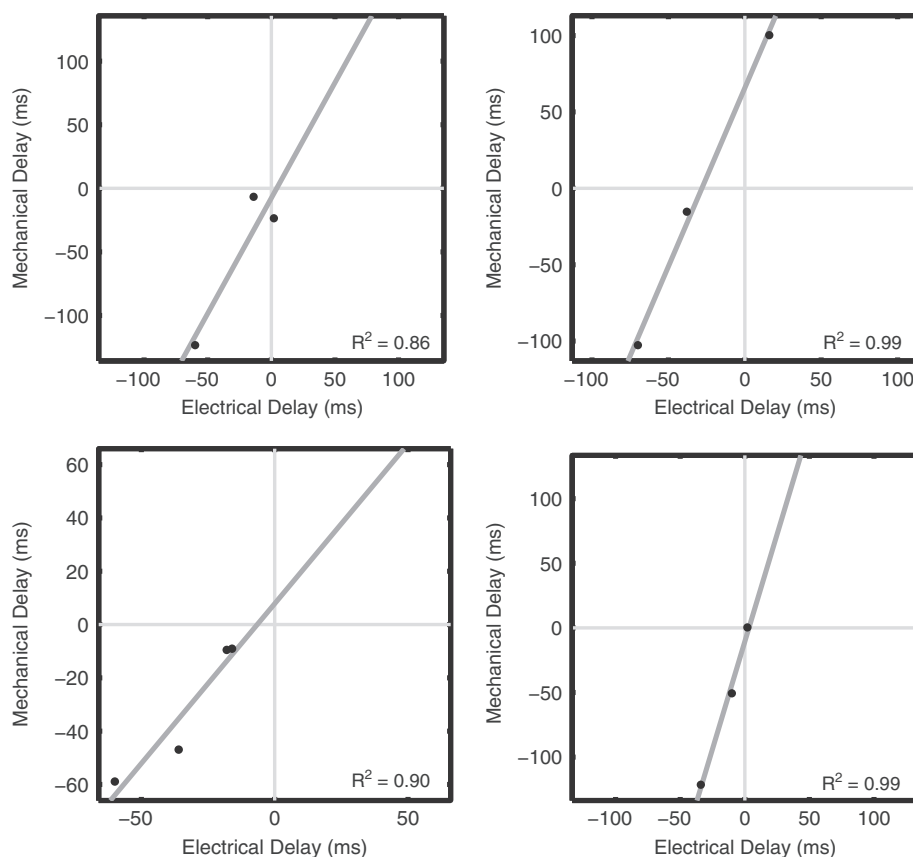 Mechanical Delay (ms)
100
50
0
−50
−100
R² = 0.86
−100 −50 0 50 100
Electrical Delay (ms)
Mechanical Delay (ms)
100
50
0
−50
−100
R² = 0.99
−100 −50 0 50 100
Electrical Delay (ms)
Mechanical Delay (ms)
60
40
20
0
−20
−40
−60
R² = 0.90
−50 0 50
Electrical Delay (ms)
Mechanical Delay (ms)
100
50
0
−50
−100
R² = 0.99
−100 −50 0 50 100
Electrical Delay (ms)